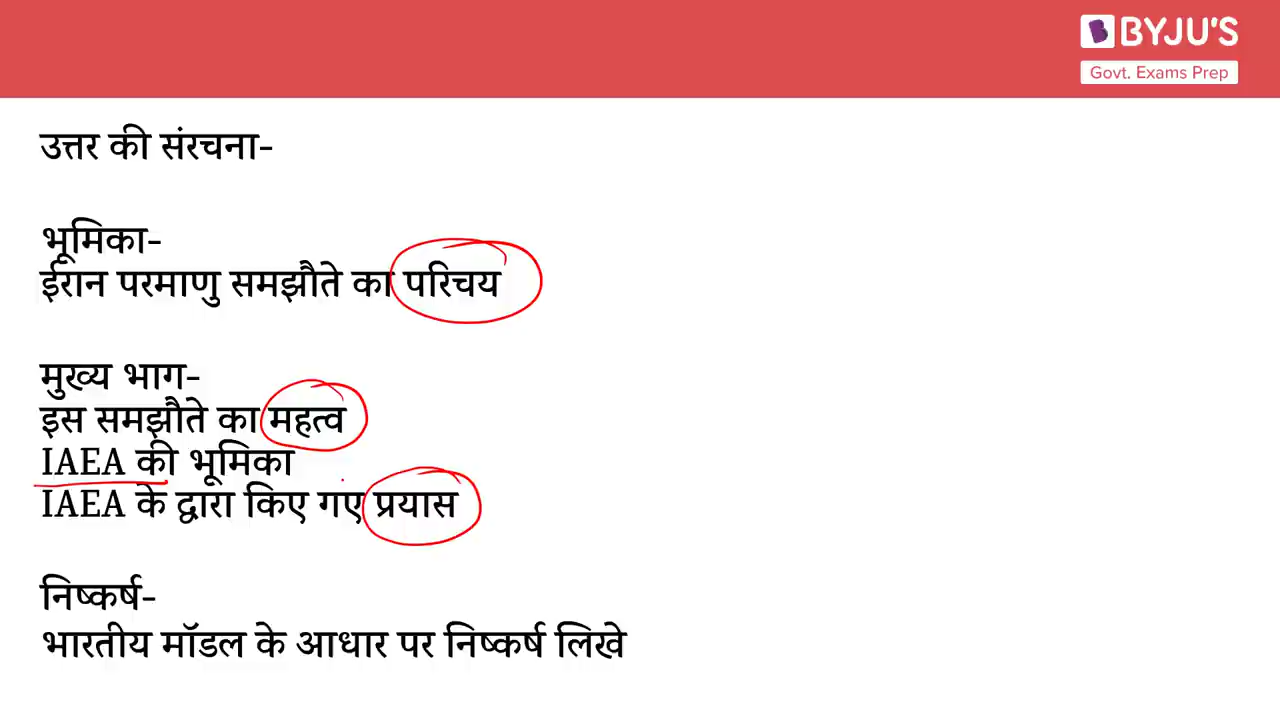 BYJU'S
Govt. Exams Prep
उत्तर की संरचना-
भूमिका-
ईरान परमाणु समझौते का परिचय
मुख्य भाग-
इस समझौते का महत्व
IAEA की भूमिका
IAEA के द्वारा किए गए प्रयास
निष्कर्ष-
भारतीय मॉडल के आधार पर निष्कर्ष लिखे